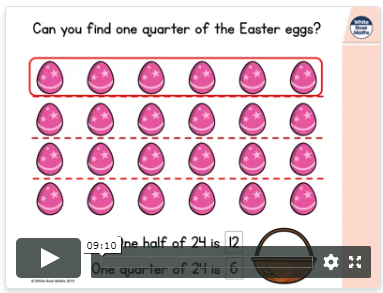 Can you find one quarter of the Easter eggs?
White
Rose
Maths
09:10
ne half of 24 is 12
One quarter of 24 is 6
© White Rose Maths 2019